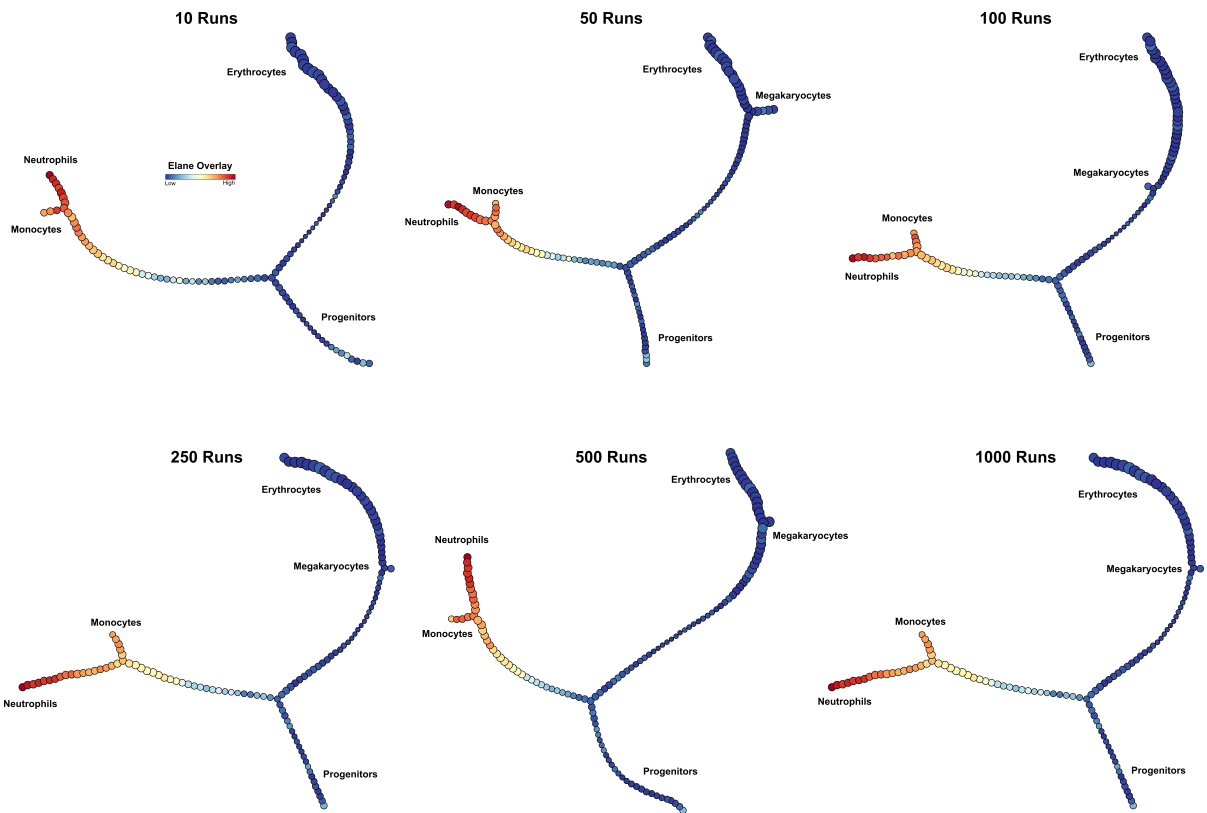 10 Runs
Erythrocytes
Neutrophils
Elane Overlay
Low High
Monocytes
Progenitors
50 Runs
Erythrocytes
Megakaryocytes
Monocytes
Neutrophils
Progenitors
100 Runs
Erythrocytes
Megakaryocytes
Monocytes
Neutrophils
Progenitors
250 Runs
Erythrocytes
Megakaryocytes
Monocytes
Neutrophils
Progenitors
500 Runs
Erythrocytes
Megakaryocytes
Neutrophils
Monocytes
Progenitors
1000 Runs
Erythrocytes
Megakaryocytes
Monocytes
Neutrophils
Progenitors